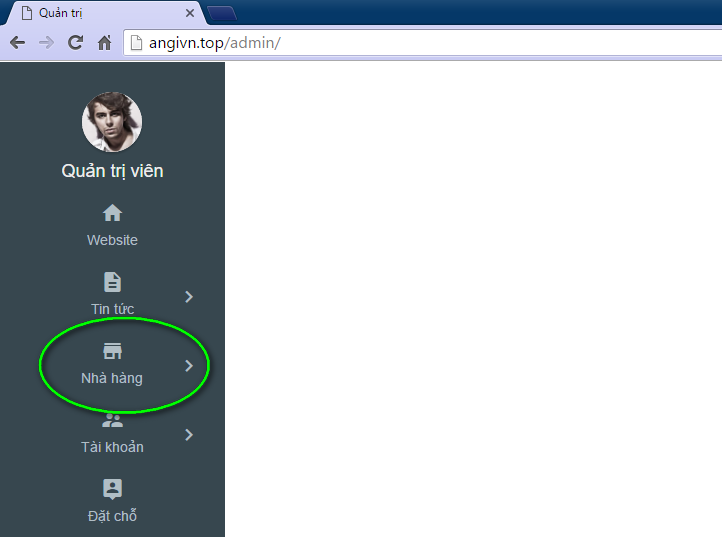 Quản trị
angivn.top/admin/
Quản trị viên
Website
Tin tức
Nhà hàng
Tài khoản
Đặt chỗ